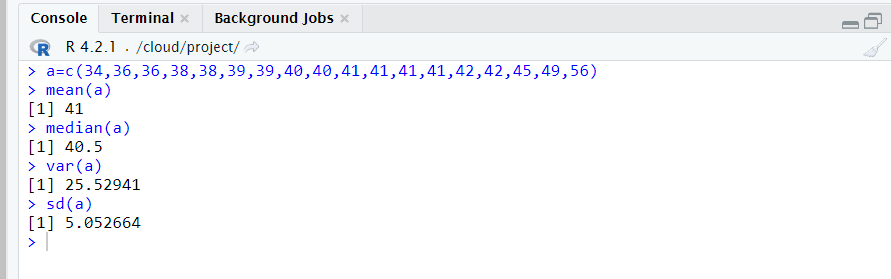 Console Terminal × Background Jobs ×
R R 4.2.1 · /cloud/project/
> a=c(34,36,36,38,38,39,39,40,40,41,41,41,41,42,42,45,49,56)
> mean(a)
[1] 41
> median(a)
[1] 40.5
> var(a)
[1] 25.52941
> sd(a)
[1] 5.052664
>